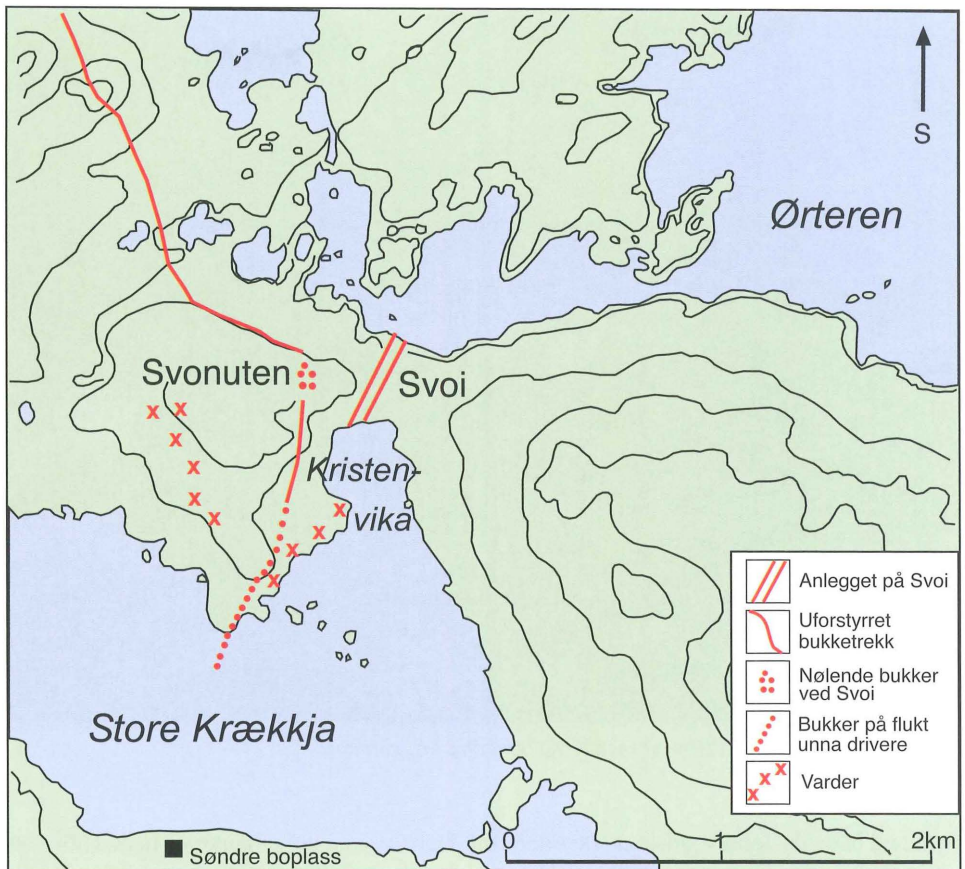 S
Ørteren
Svonuten
Svoi
Kristen-
vika
Store Krækkja
Søndre boplass
Anlegget på Svoi
Uforstyrret
bukketrekk
Nølende bukker
ved Svoi
Bukker på flukt
unna drivere
Varder
0 1 2km